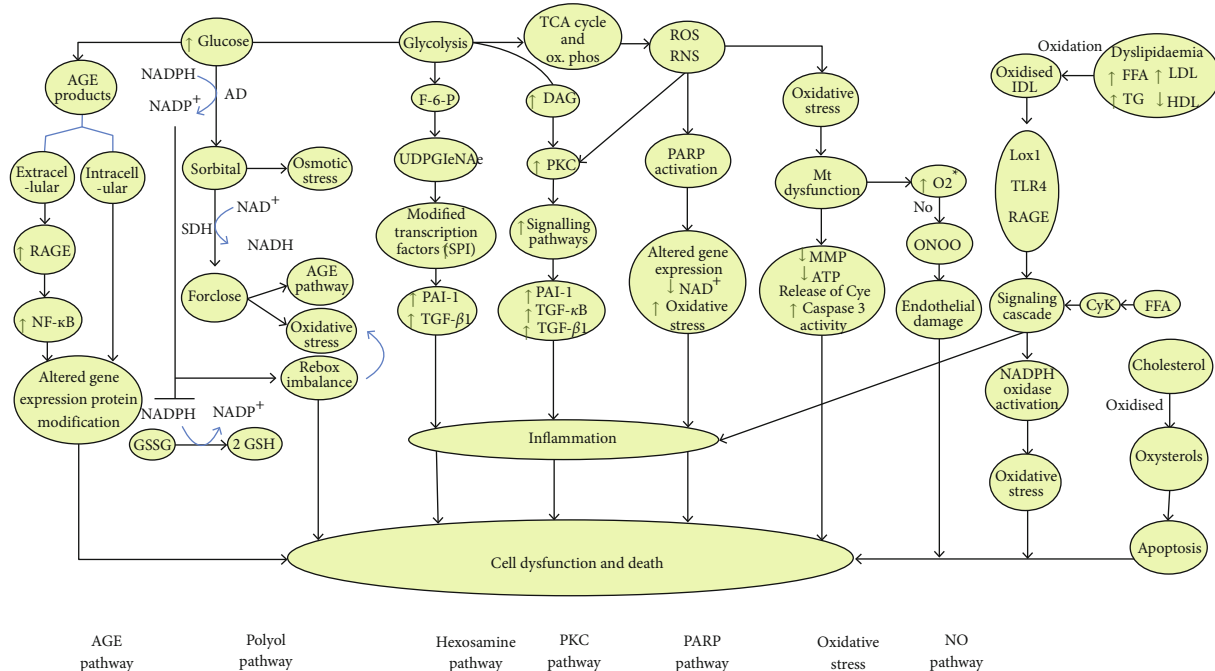 ↑ Glucose
Glycolysis
TCA cycle
and
ox. phos
ROS
RNS
Oxidation
Dyslipidaemia
↑ FFA ↑ LDL
↑ TG ↓ HDL
Oxidised
IDL
AGE
products
NADPH
AD
NADP+
F-6-P
↑ DAG
Oxidative
stress
Extracel
-lular
Intracell
-ular
Sorbital
Osmotic
stress
UDPGIeNAe
↑ PKC
PARP
activation
Mt
dysfunction
↑ O2*
No
Lox1
TLR4
RAGE
NAD+
SDH
NADH
Modified
transcription
factors (SPI)
↑ Signalling
pathways
ONOO
↑ RAGE
Altered gene
expression
↓ NAD+
↑ Oxidative
stress
↓ MMP
↓ ATP
Release of Cye
↑ Caspase 3
activity
Forclose
AGE
pathway
Oxidative
stress
↑ PAI-1
↑ TGF-β1
↑ PAI-1
↑ TGF-κB
↑ TGF-β1
Endothelial
damage
Signaling
cascade
CyK
FFA
↑ NF-κB
Rebox
imbalance
Altered gene
expression protein
modification
NADPH
oxidase
activation
Cholesterol
Oxidised
NADPH
NADP+
GSSG
2 GSH
Inflammation
Oxidative
stress
Oxysterols
Cell dysfunction and death
Apoptosis
AGE
pathway
Polyol
pathway
Hexosamine
pathway
PKC
pathway
PARP
pathway
Oxidative
stress
NO
pathway